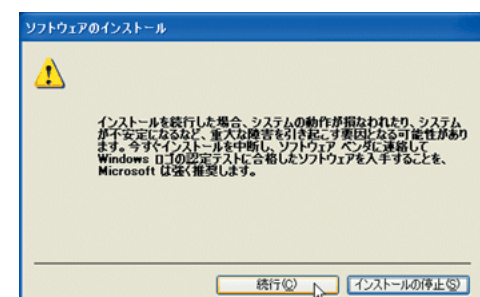 ソフトウェアのインストール
インストールを続行した場合、システムの動作が損なわれたり、システム
が不安定になるなど、重大な障害を引き起こす要因となる可能性があり
ます。今すぐインストールを中断し、ソフトウェア ベンダに連絡して
Windows ロゴの認定テストに合格したソフトウェアを入手することを、
Microsoft は強く推奨します。
続行(C)
インストールの停止(S)